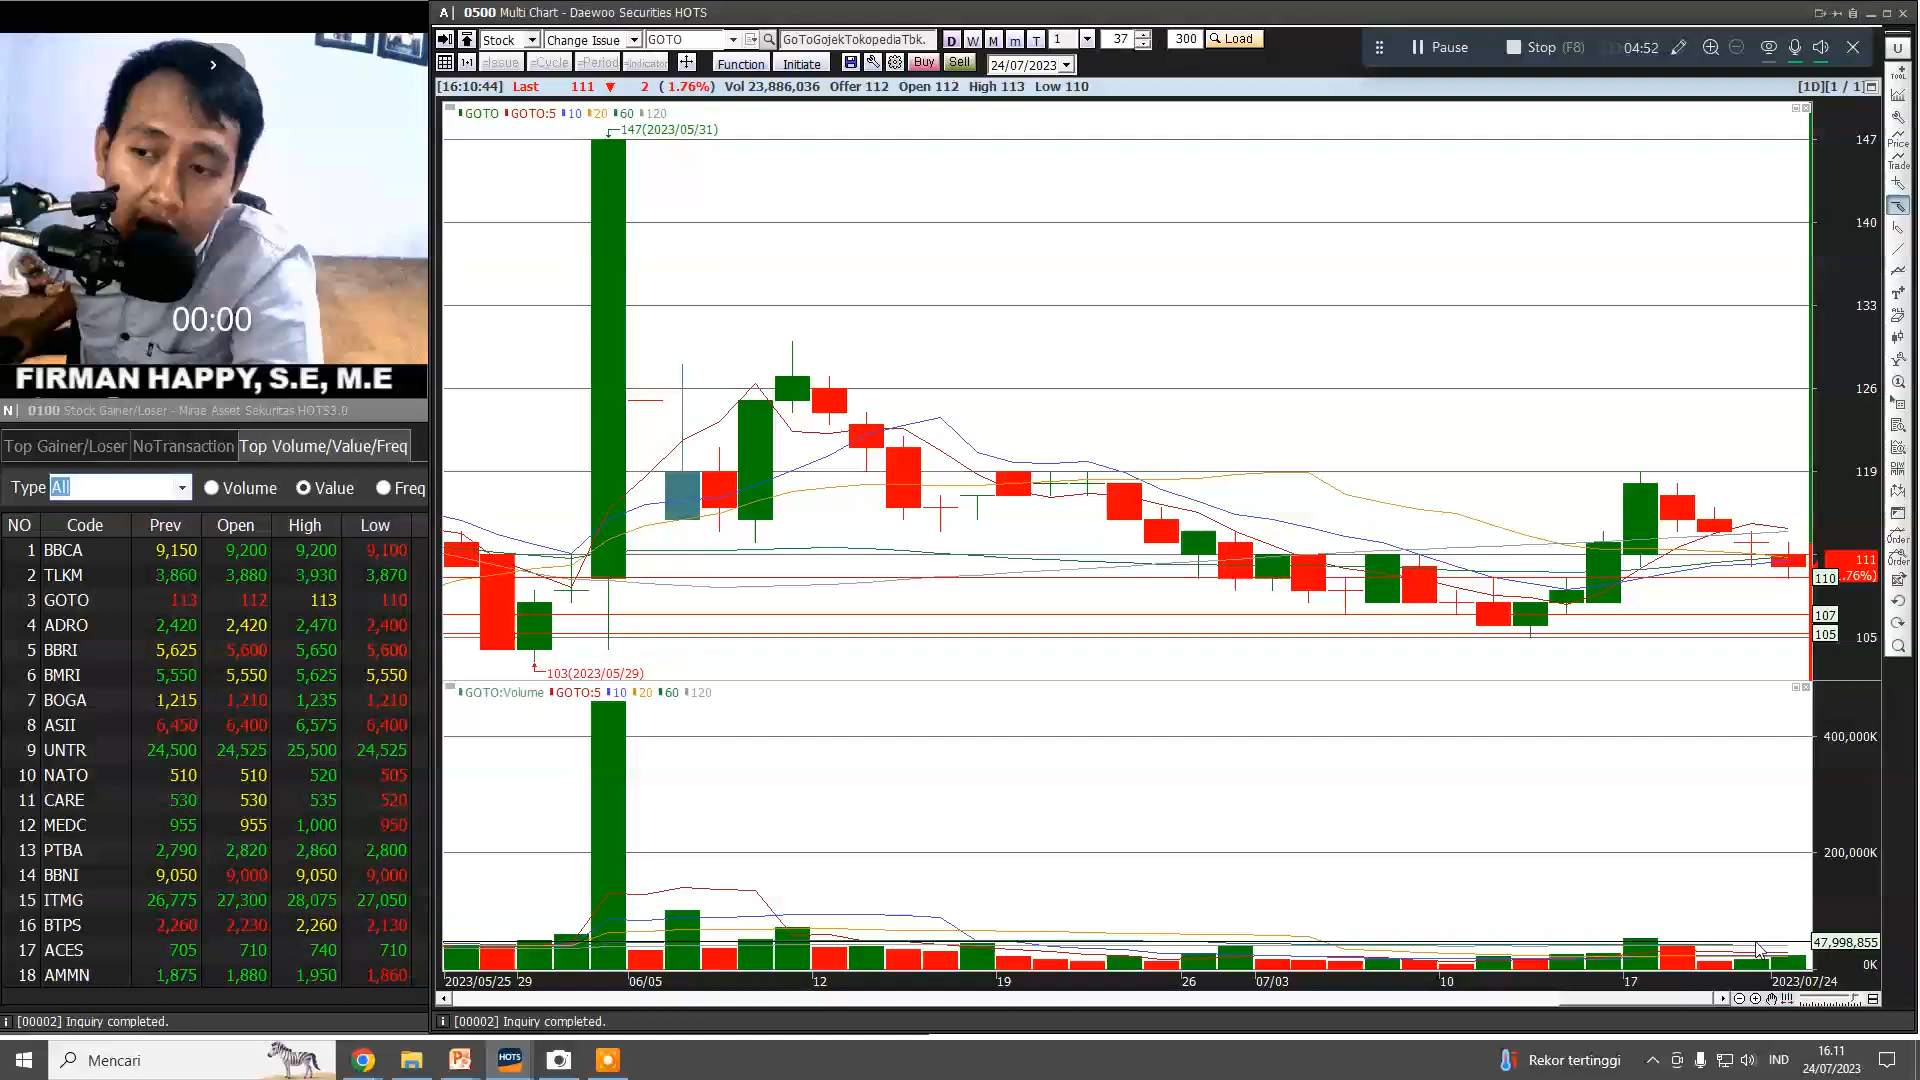 A 0500 Multi Chart - Daewoo Securities HOTS
Stock Change Issue GOTO GoToGojekTokopediaTbk. D W M m T 1 37 300 Load
Pause Stop (F8) 04:52
=Issue =Cycle =Period =Indicator Function Initiate Buy Sell 24/07/2023
[16:10:44] Last 111 ▼ 2 ( 1.76%) Vol 23,886,036 Offer 112 Open 112 High 113 Low 110 [1D][1 / 1]
GOTO GOTO:5 10 20 60 120
147(2023/05/31)
147
140
133
126
119
111
110
107
105
105
103(2023/05/29)
GOTO:Volume GOTO:5 10 20 60 120
400,000K
200,000K
47,998,855
0K
2023/05/25 29 06/05 12 19 26 07/03 10 17 2023/07/24
U
TOOL
Price
Trade
Order
Order
00:00
FIRMAN HAPPY, S.E, M.E
N 0100 Stock Gainer/Loser - Mirae Asset Sekuritas HOTS3.0
Top Gainer/Loser NoTransaction Top Volume/Value/Freq
Type All Volume Value Freq
NO Code Prev Open High Low
1 BBCA 9,150 9,200 9,200 9,100
2 TLKM 3,860 3,880 3,930 3,870
3 GOTO 113 112 113 110
4 ADRO 2,420 2,420 2,470 2,400
5 BBRI 5,625 5,600 5,650 5,600
6 BMRI 5,550 5,550 5,625 5,550
7 BOGA 1,215 1,210 1,235 1,210
8 ASII 6,450 6,400 6,575 6,400
9 UNTR 24,500 24,525 25,500 24,525
10 NATO 510 510 520 505
11 CARE 530 530 535 520
12 MEDC 955 955 1,000 950
13 PTBA 2,790 2,820 2,860 2,800
14 BBNI 9,050 9,000 9,050 9,000
15 ITMG 26,775 27,300 28,075 27,050
16 BTPS 2,260 2,230 2,260 2,130
17 ACES 705 710 740 710
18 AMMN 1,875 1,880 1,950 1,860
[00002] Inquiry completed.
[00002] Inquiry completed.
Mencari
HOTS
Rekor tertinggi IND 16.11
24/07/2023